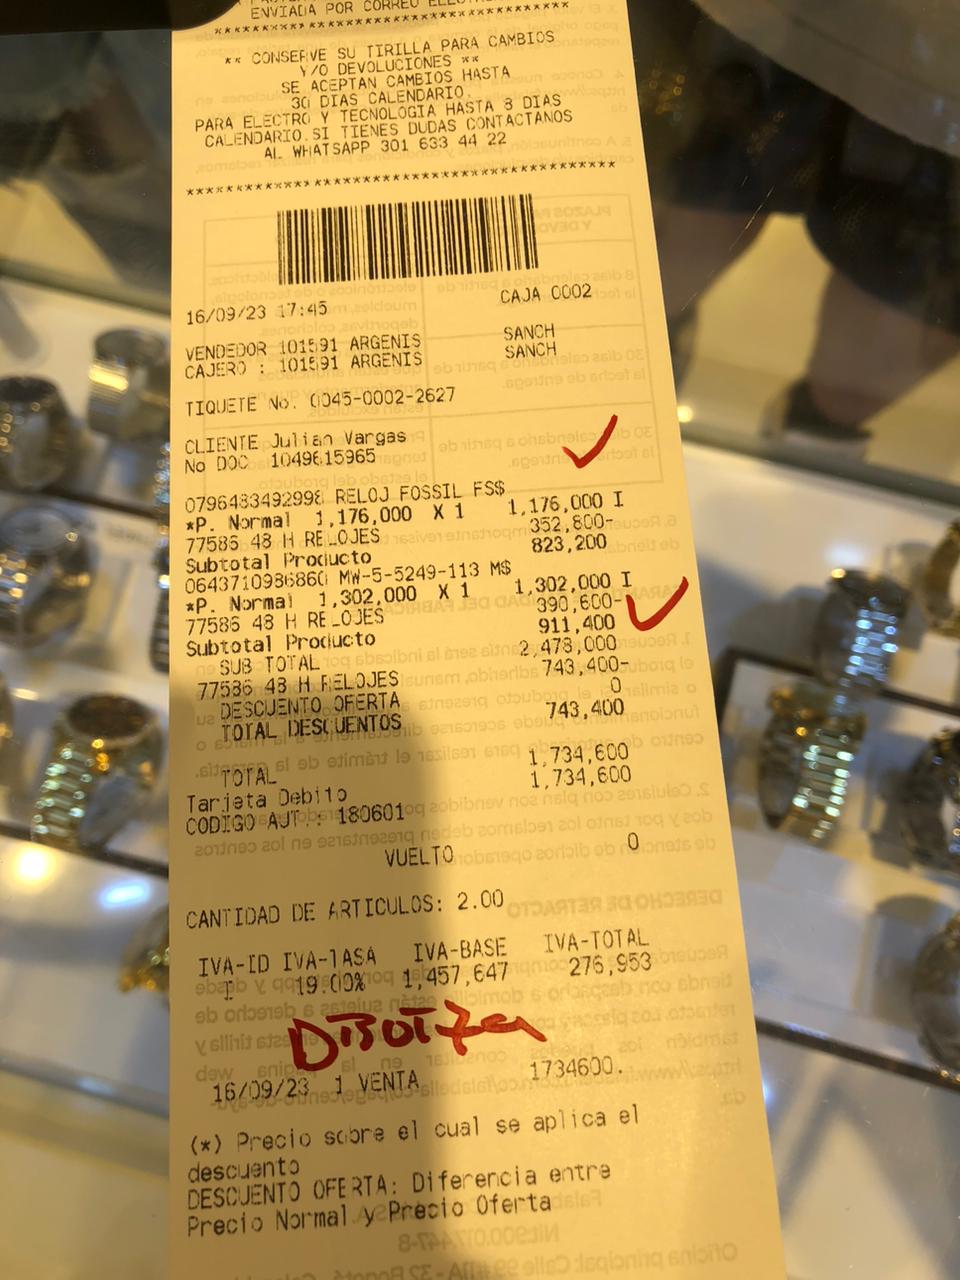 ENVIADA POR CORREO
** CONSERVE SU TIRILLA PARA CAMBIOS
Y/O DEVOLUCIONES **
SE ACEPTAN CAMBIOS HASTA
30 DIAS CALENDARIO.
PARA ELECTRO Y TECNOLOGIA HASTA 8 DIAS
CALENDARIO.SI TIENES DUDAS CONTACTANOS
AL WHATSAPP 301 633 44 22
****************************************************
16/09/23 17:45 CAJA 0002
VENDEDOR 101591 ARGENIS SANCH
CAJERO : 101591 ARGENIS SANCH
TIQUETE No. 0045-0002-2627
CLIENTE Julian Vargas
No DOC 1049615965
0796483492998 RELOJ FOSSIL FS$
*P. Normal 1,176,000 X 1 1,176,000 I
77586 48 H RELOJES 352,800-
Subtotal Producto 823,200
0643710986860 MW-5-5249-113 M$
*P. Normal 1,302,000 X 1 1,302,000 I
77586 48 H RELOJES 390,600-
Subtotal Producto 911,400
SUB TOTAL 2,478,000
77586 48 H RELOJES 743,400-
DESCUENTO OFERTA 0
TOTAL DESCUENTOS 743,400
TOTAL 1,734,600
Tarjeta Debito 1,734,600
CODIGO AUT.: 180601
VUELTO 0
CANTIDAD DE ARTICULOS: 2.00
IVA-ID IVA-TASA IVA-BASE IVA-TOTAL
I 19.00% 1,457,647 276,953
16/09/23 1 VENTA 1734600.
(*) Precio sobre el cual se aplica el
descuento
DESCUENTO OFERTA: Diferencia entre
Precio Normal y Precio Oferta